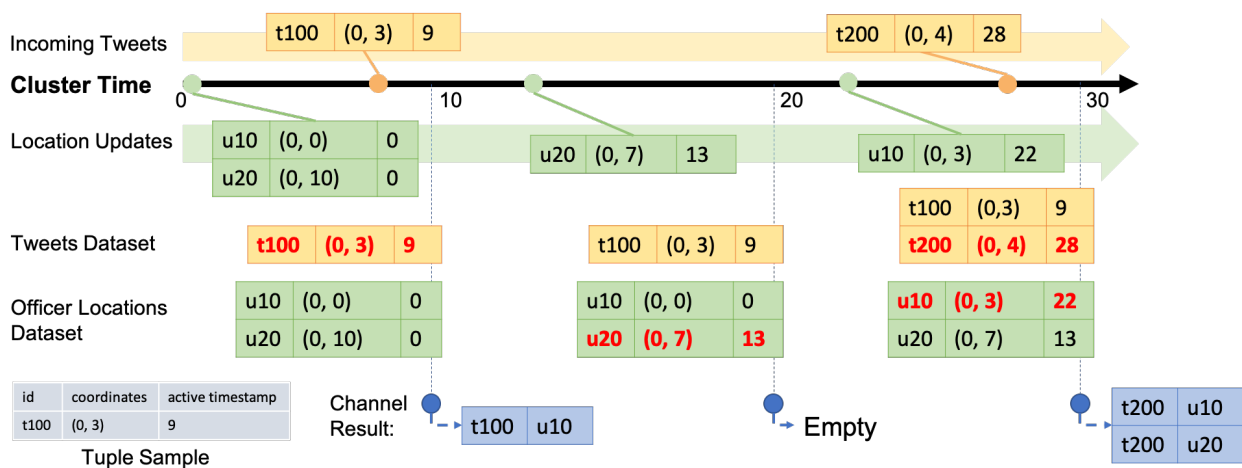 Incoming Tweets
t100 (0, 3) 9
t200 (0, 4) 28
Cluster Time
0 10 20 30
Location Updates
u10 (0, 0) 0
u20 (0, 10) 0
u20 (0, 7) 13
u10 (0, 3) 22
Tweets Dataset
t100 (0, 3) 9
t100 (0, 3) 9
t100 (0,3) 9
t200 (0, 4) 28
Officer Locations
Dataset
u10 (0, 0) 0
u20 (0, 10) 0
u10 (0, 0) 0
u20 (0, 7) 13
u10 (0, 3) 22
u20 (0, 7) 13
id coordinates active timestamp
t100 (0, 3) 9
Tuple Sample
Channel
Result:
t100 u10
Empty
t200 u10
t200 u20